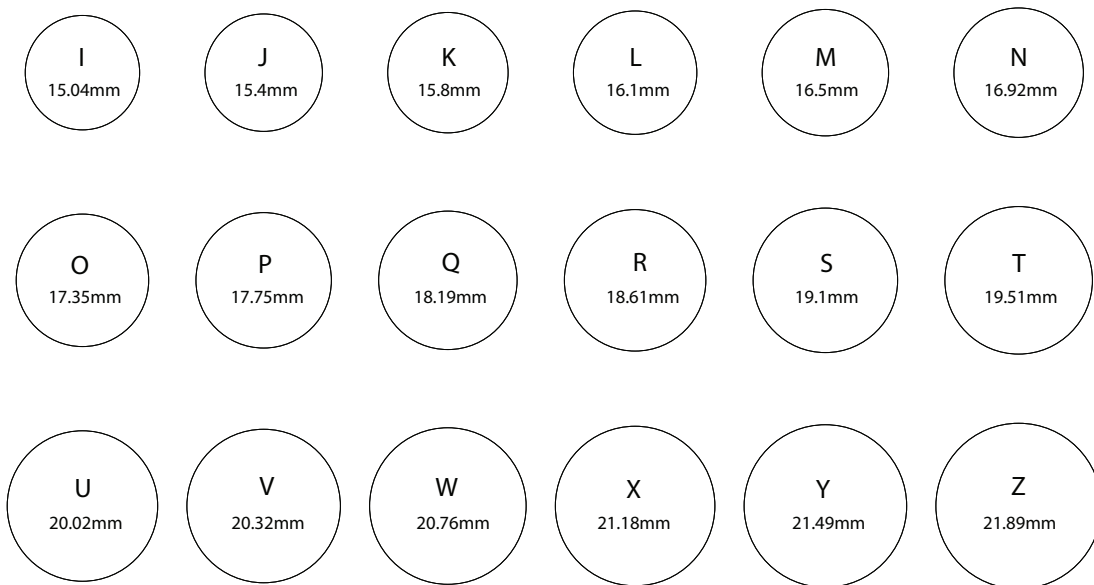 I
15.04mm
J
15.4mm
K
15.8mm
L
16.1mm
M
16.5mm
N
16.92mm
O
17.35mm
P
17.75mm
Q
18.19mm
R
18.61mm
S
19.1mm
T
19.51mm
U
20.02mm
V
20.32mm
W
20.76mm
X
21.18mm
Y
21.49mm
Z
21.89mm